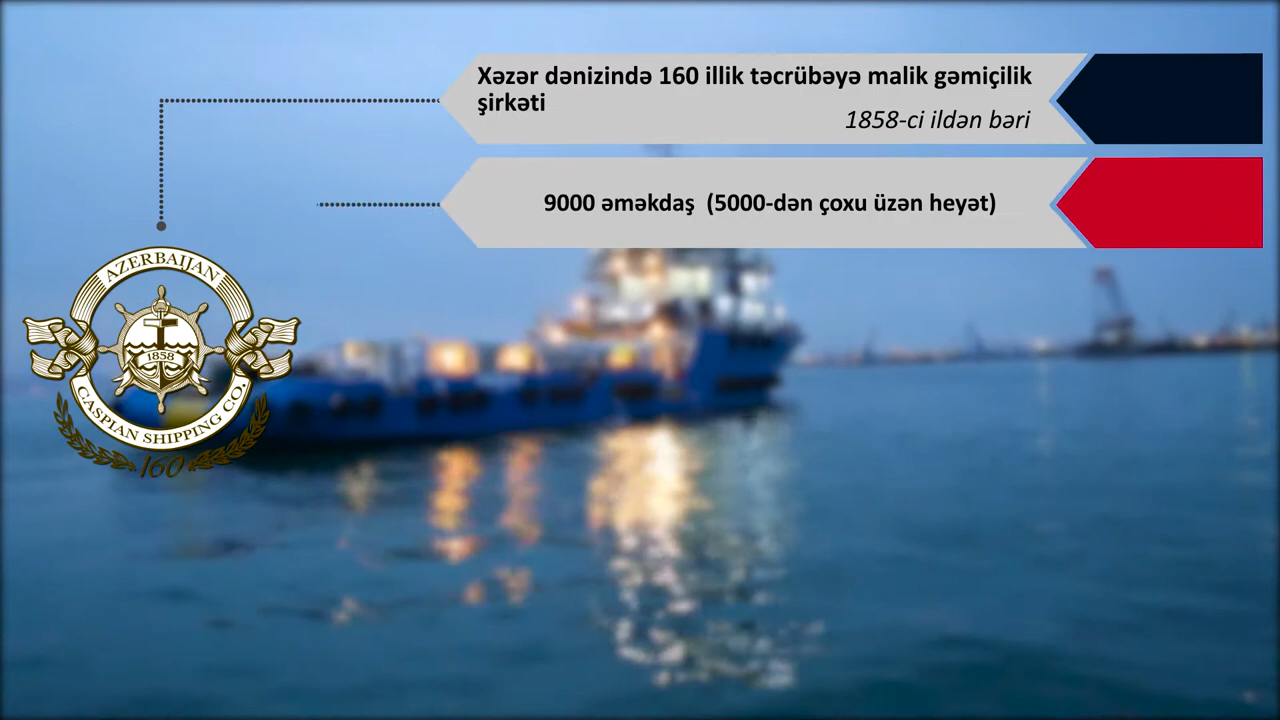 Xəzər dənizində 160 illik təcrübəyə malik gəmiçilik
şirkəti
1858-ci ildən bəri
9000 əməkdaş (5000-dən çoxu üzən heyət)
AZERBAIJAN
1858
CASPIAN SHIPPING CO.
160